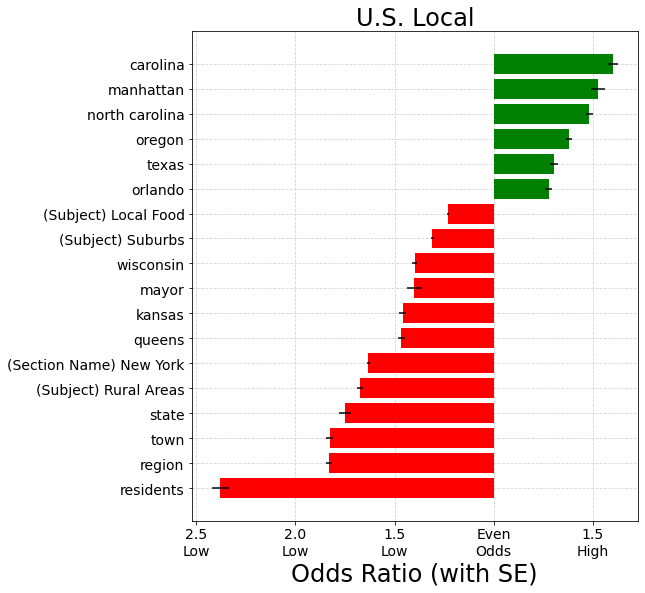 U.S. Local
carolina
manhattan
north carolina
oregon
texas
orlando
(Subject) Local Food
(Subject) Suburbs
wisconsin
mayor
kansas
queens
(Section Name) New York
(Subject) Rural Areas
state
town
region
residents
2.5 2.0 1.5 Even 1.5
Low Low Low Odds High
Odds Ratio (with SE)